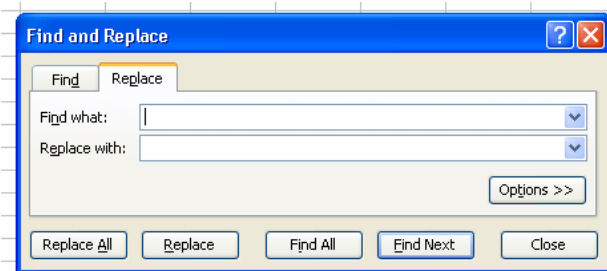 Find and Replace
Find Replace
Find what:
Replace with:
Options >>
Replace All Replace Find All Find Next Close